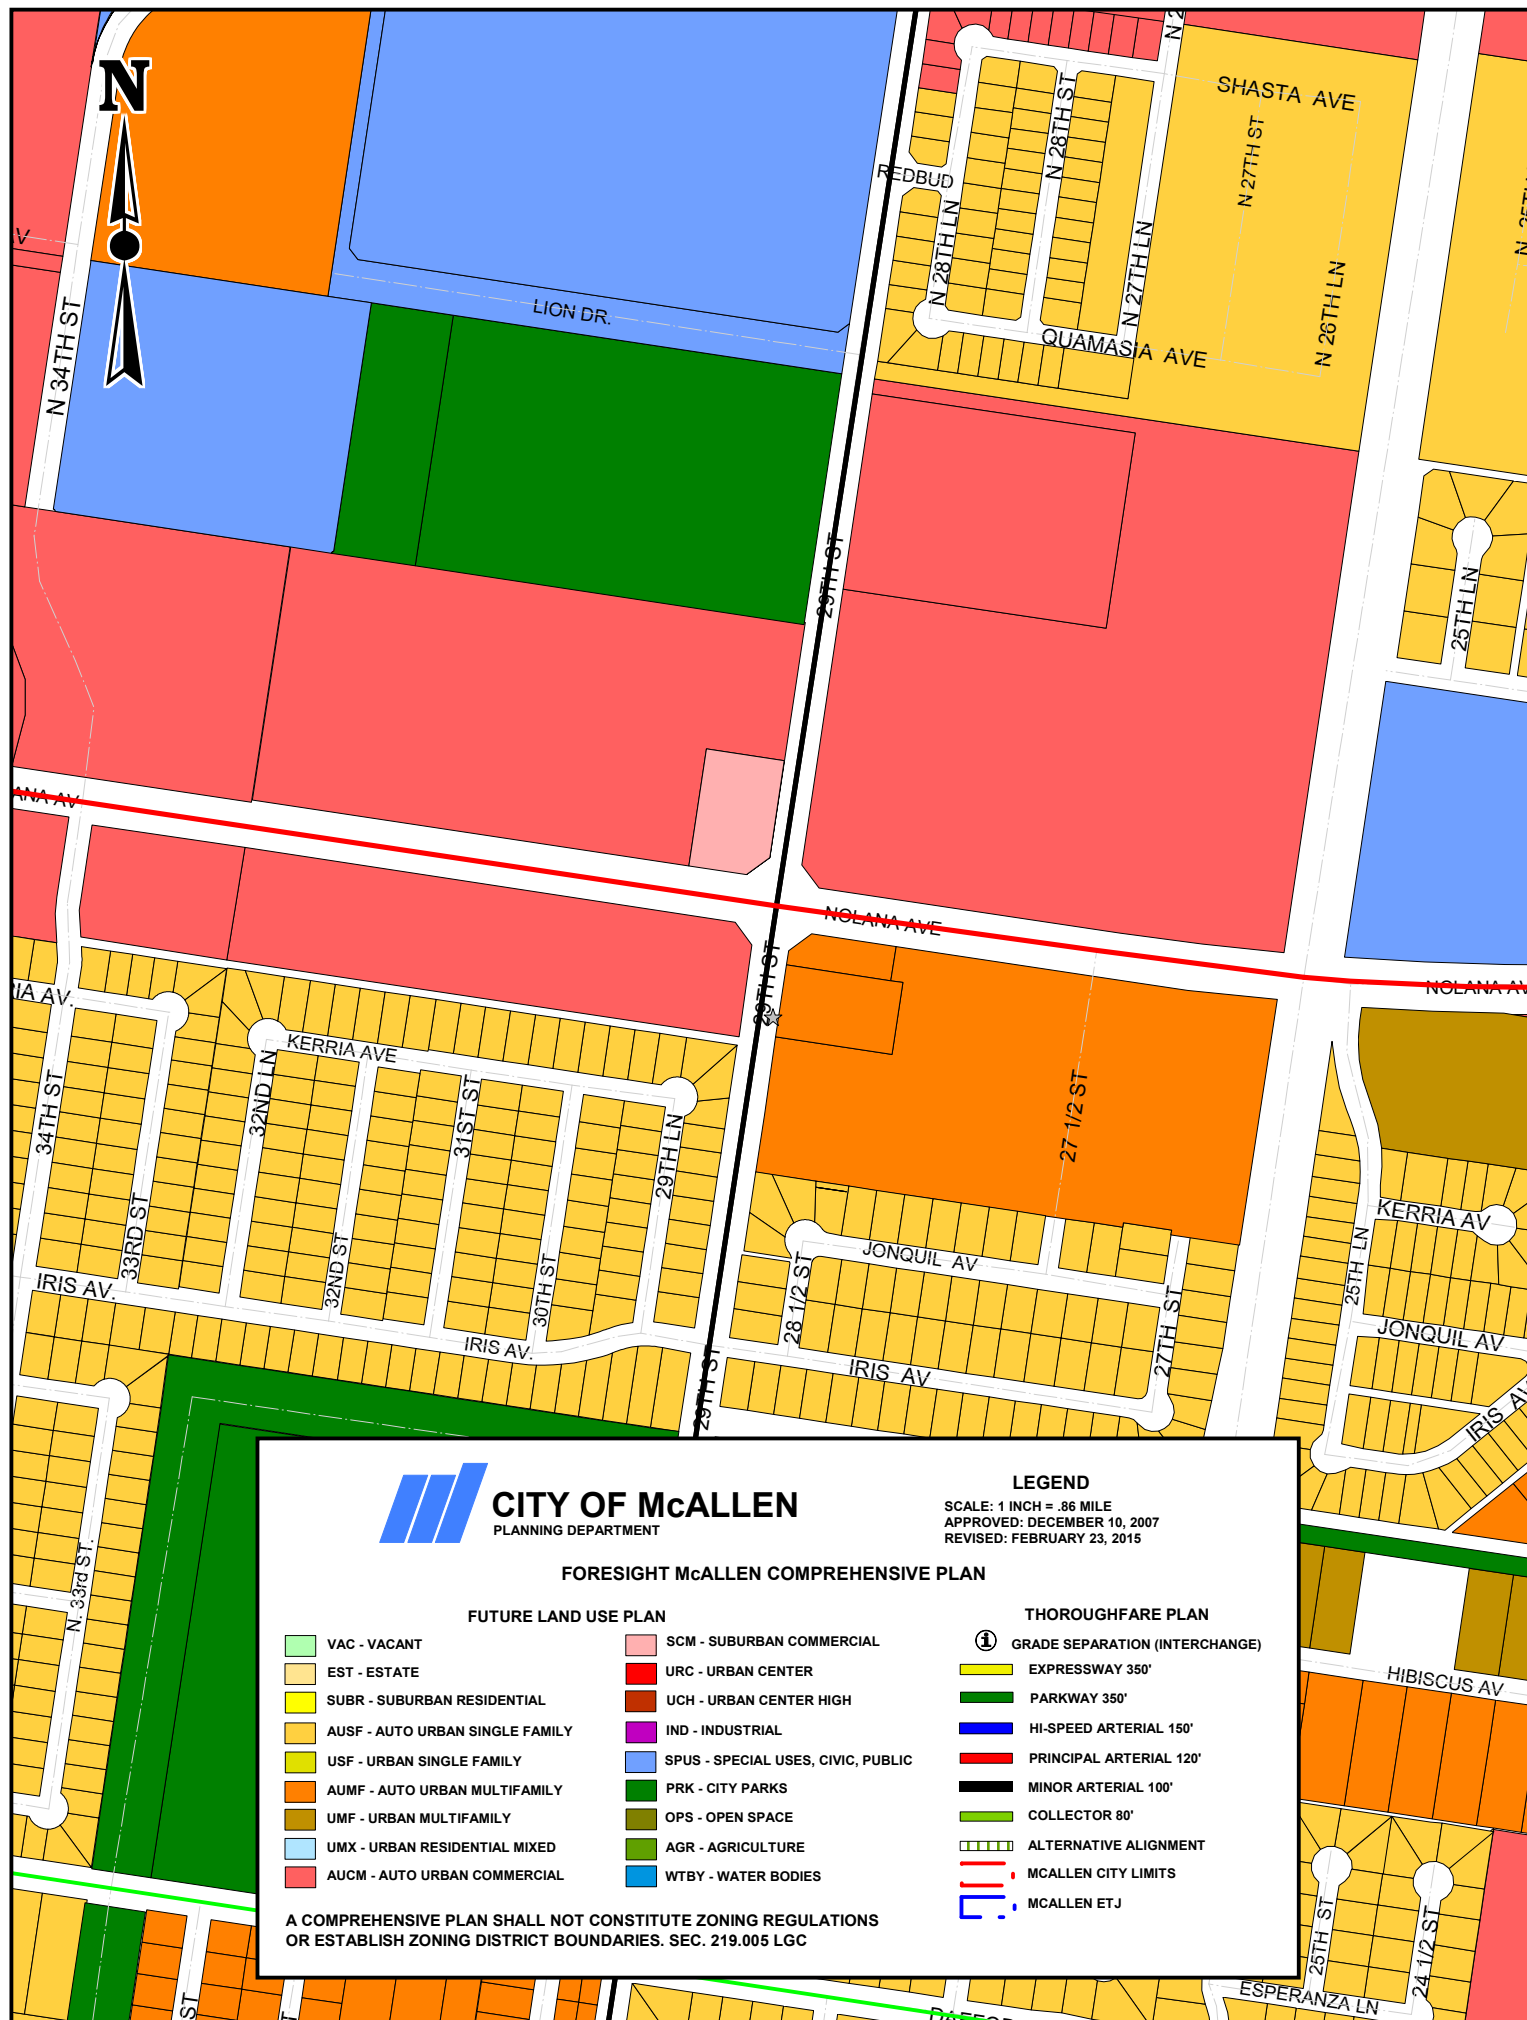 N
SHASTA AVE
N 28TH ST
N 27TH ST
REDBUD
N 28TH LN
N 27TH LN
N 26TH LN
QUAMASIA AVE
LION DR.
N 34TH ST
29TH ST
25TH LN
NOLANA AVE
NOLANA AV
29TH ST
KERRIA AVE
34TH ST
33RD ST
32ND LN
32ND ST
31ST ST
30TH ST
29TH LN
27 1/2 ST
JONQUIL AV
28 1/2 ST
27TH ST
IRIS AV.
IRIS AV.
IRIS AV
29TH ST
KERRIA AV
25TH LN
JONQUIL AV
IRIS AV
N. 33rd ST.
HIBISCUS AV
25TH ST
24 1/2 ST
ESPERANZA LN
ST
CITY OF McALLEN
PLANNING DEPARTMENT
LEGEND
SCALE: 1 INCH = .86 MILE
APPROVED: DECEMBER 10, 2007
REVISED: FEBRUARY 23, 2015
FORESIGHT McALLEN COMPREHENSIVE PLAN
FUTURE LAND USE PLAN
VAC - VACANT
EST - ESTATE
SUBR - SUBURBAN RESIDENTIAL
AUSF - AUTO URBAN SINGLE FAMILY
USF - URBAN SINGLE FAMILY
AUMF - AUTO URBAN MULTIFAMILY
UMF - URBAN MULTIFAMILY
UMX - URBAN RESIDENTIAL MIXED
AUCM - AUTO URBAN COMMERCIAL
SCM - SUBURBAN COMMERCIAL
URC - URBAN CENTER
UCH - URBAN CENTER HIGH
IND - INDUSTRIAL
SPUS - SPECIAL USES, CIVIC, PUBLIC
PRK - CITY PARKS
OPS - OPEN SPACE
AGR - AGRICULTURE
WTBY - WATER BODIES
THOROUGHFARE PLAN
GRADE SEPARATION (INTERCHANGE)
EXPRESSWAY 350'
PARKWAY 350'
HI-SPEED ARTERIAL 150'
PRINCIPAL ARTERIAL 120'
MINOR ARTERIAL 100'
COLLECTOR 80'
ALTERNATIVE ALIGNMENT
MCALLEN CITY LIMITS
MCALLEN ETJ
A COMPREHENSIVE PLAN SHALL NOT CONSTITUTE ZONING REGULATIONS
OR ESTABLISH ZONING DISTRICT BOUNDARIES. SEC. 219.005 LGC